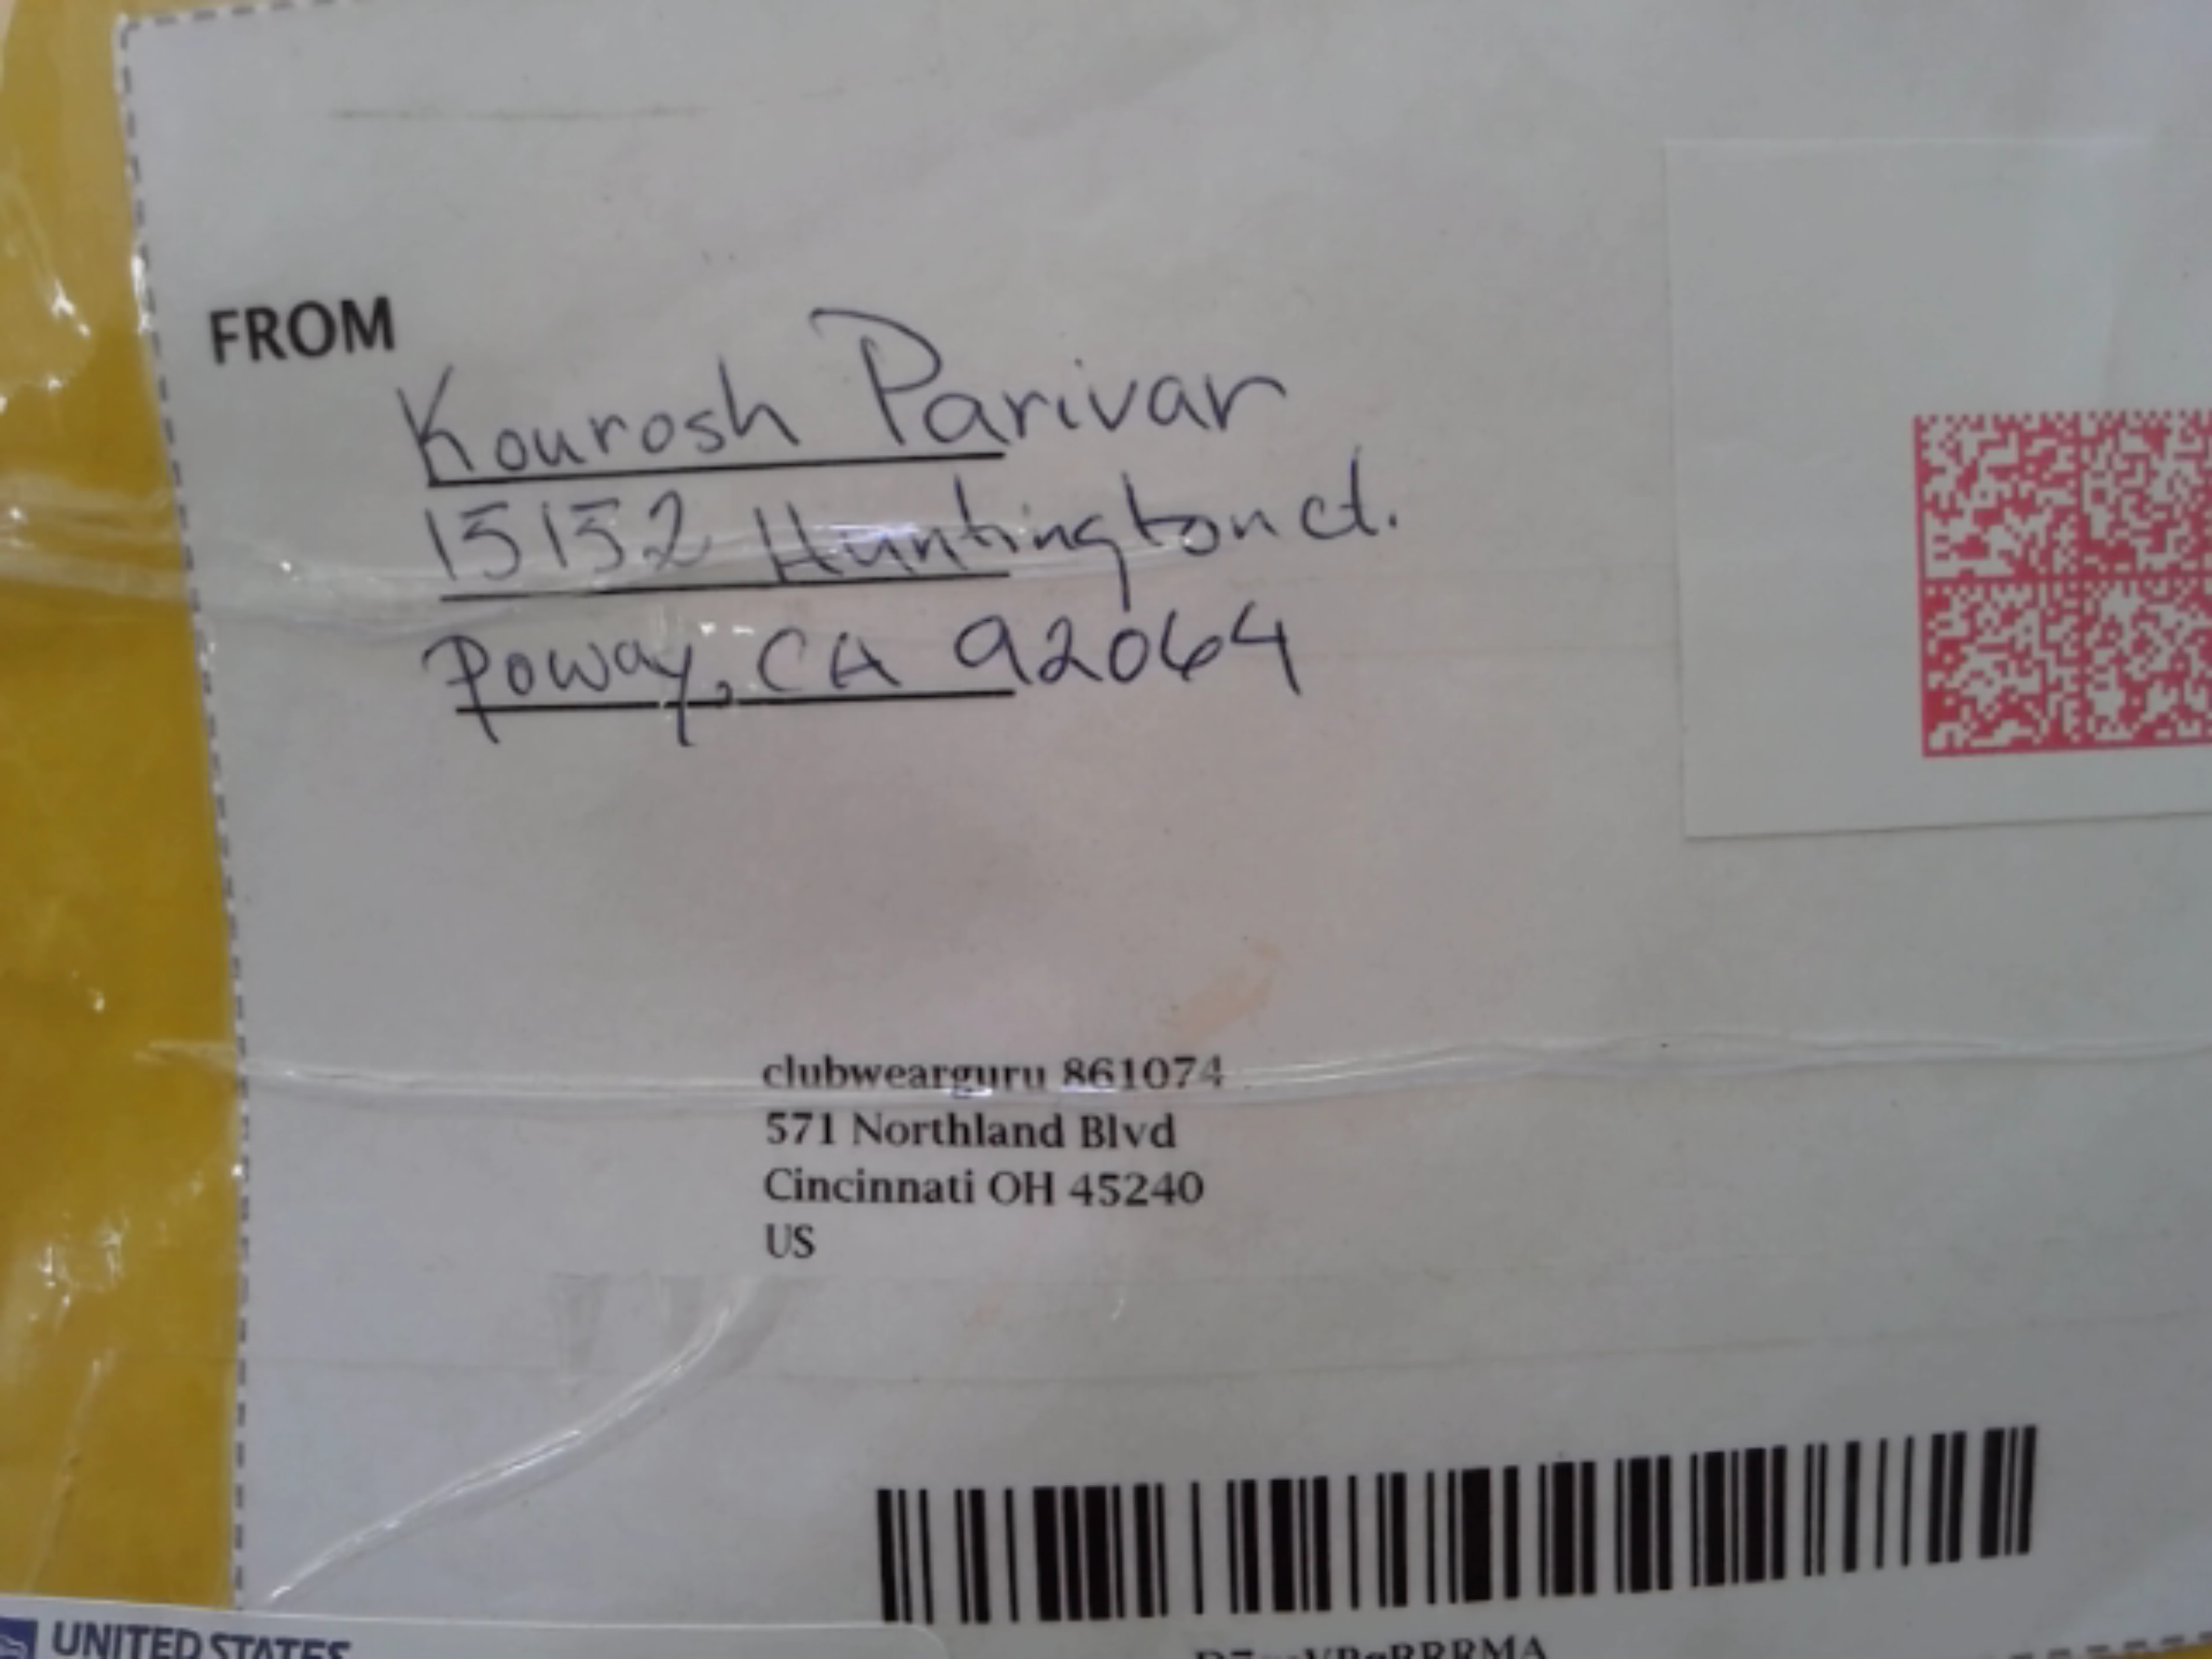 FROM
Kourosh Parivar
15152 Huntington ct.
Poway, CA 92064
clubwearguru 861074
571 Northland Blvd
Cincinnati OH 45240
US
UNITED STATES